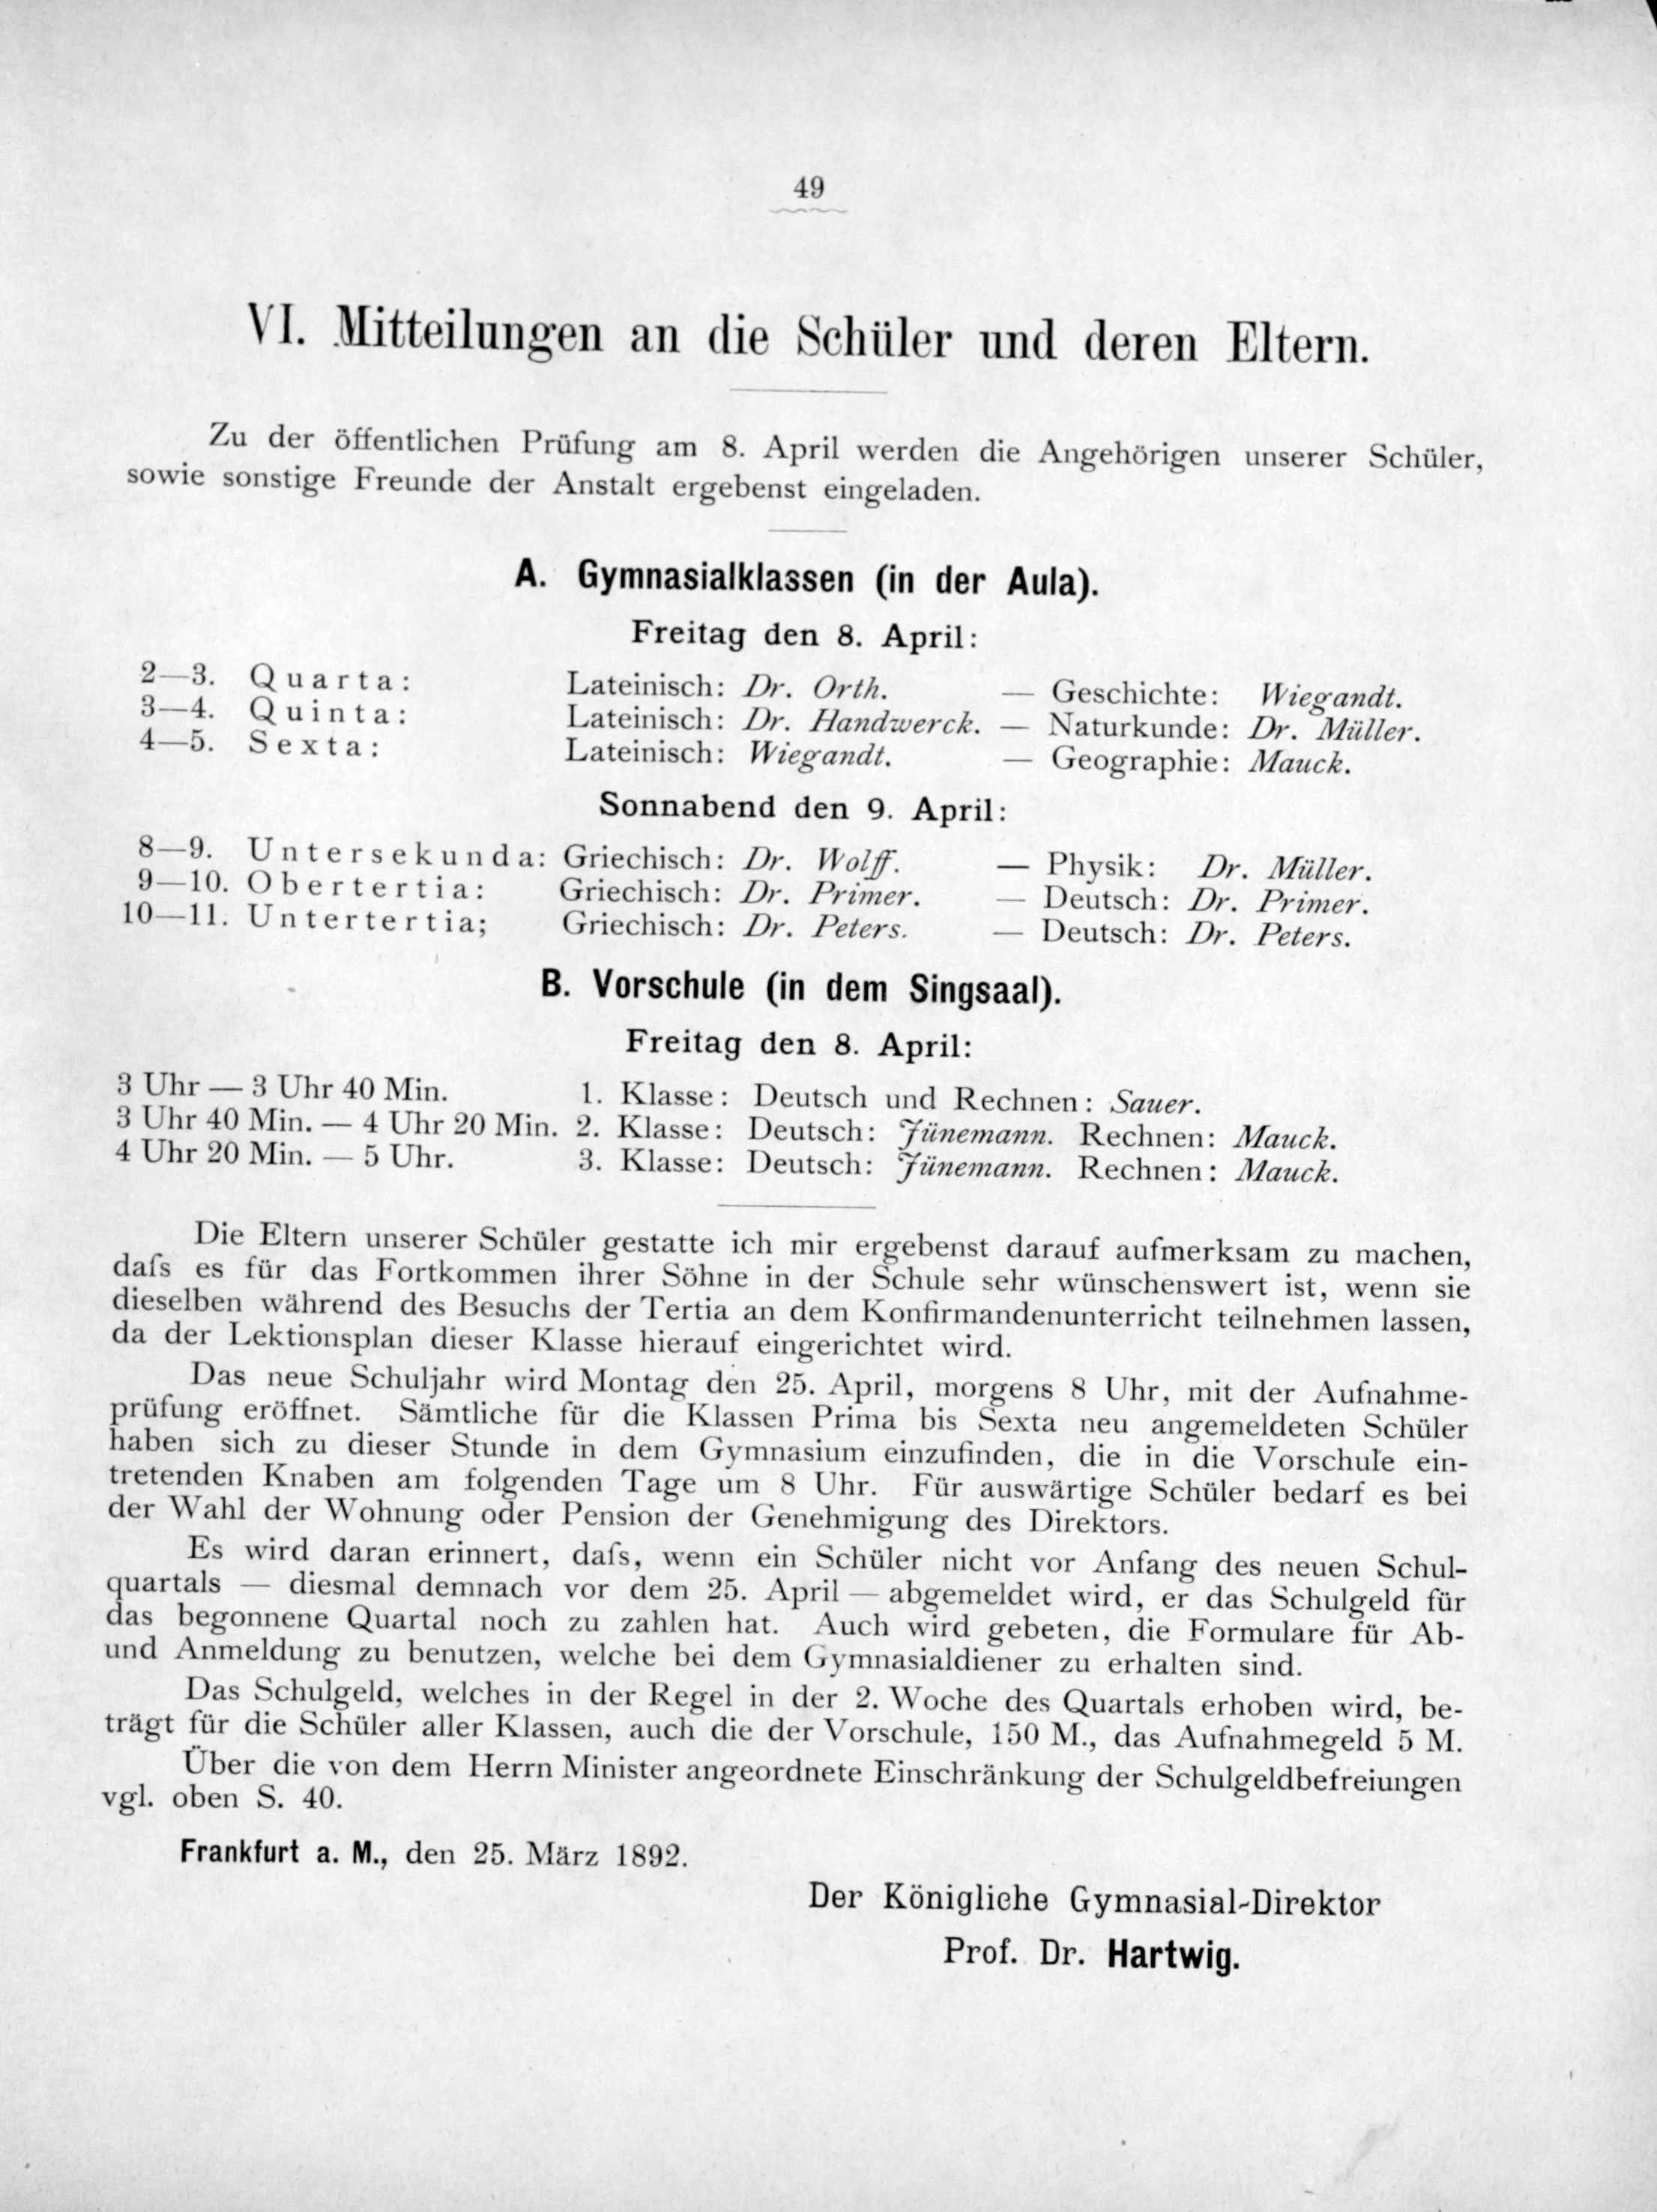 49
VI. Mitteilungen an die Schüler und deren Eltern.
Zu der öffentlichen Prüfung am 8. April werden die Angehörigen unserer Schüler,
sowie sonstige Freunde der Anstalt ergebenst eingeladen.
A. Gymnasialklassen (in der Aula).
Freitag den 8. April:
2—3. Quarta: Lateinisch: Dr. Orth. — Geschichte: Wiegandt.
3—4. Quinta: Lateinisch: Dr. Handwerck. — Naturkunde: Dr. Müller.
4—5. Sexta: Lateinisch: Wiegandt. — Geographie: Mauck.
Sonnabend den 9. April:
8—9. Untersekunda: Griechisch: Dr. Wolff. — Physik: Dr. Müller.
9—10. Obertertia: Griechisch: Dr. Primer. — Deutsch: Dr. Primer.
10—11. Untertertia; Griechisch: Dr. Peters. — Deutsch: Dr. Peters.
B. Vorschule (in dem Singsaal).
Freitag den 8. April:
3 Uhr — 3 Uhr 40 Min. 1. Klasse: Deutsch und Rechnen: Sauer.
3 Uhr 40 Min. — 4 Uhr 20 Min. 2. Klasse: Deutsch: Jünemann. Rechnen: Mauck.
4 Uhr 20 Min. — 5 Uhr. 3. Klasse: Deutsch: Jünemann. Rechnen: Mauck.
Die Eltern unserer Schüler gestatte ich mir ergebenst darauf aufmerksam zu machen,
daſs es für das Fortkommen ihrer Söhne in der Schule sehr wünschenswert ist, wenn sie
dieselben während des Besuchs der Tertia an dem Konfirmandenunterricht teilnehmen lassen,
da der Lektionsplan dieser Klasse hierauf eingerichtet wird.
Das neue Schuljahr wird Montag den 25. April, morgens 8 Uhr, mit der Aufnahme-
prüfung eröffnet. Sämtliche für die Klassen Prima bis Sexta neu angemeldeten Schüler
haben sich zu dieser Stunde in dem Gymnasium einzufinden, die in die Vorschule ein-
tretenden Knaben am folgenden Tage um 8 Uhr. Für auswärtige Schüler bedarf es bei
der Wahl der Wohnung oder Pension der Genehmigung des Direktors.
Es wird daran erinnert, daſs, wenn ein Schüler nicht vor Anfang des neuen Schul-
quartals — diesmal demnach vor dem 25. April — abgemeldet wird, er das Schulgeld für
das begonnene Quartal noch zu zahlen hat. Auch wird gebeten, die Formulare für Ab-
und Anmeldung zu benutzen, welche bei dem Gymnasialdiener zu erhalten sind.
Das Schulgeld, welches in der Regel in der 2. Woche des Quartals erhoben wird, be-
trägt für die Schüler aller Klassen, auch die der Vorschule, 150 M., das Aufnahmegeld 5 M.
Über die von dem Herrn Minister angeordnete Einschränkung der Schulgeldbefreiungen
vgl. oben S. 40.
Frankfurt a. M., den 25. März 1892.
Der Königliche Gymnasial-Direktor
Prof. Dr. Hartwig.